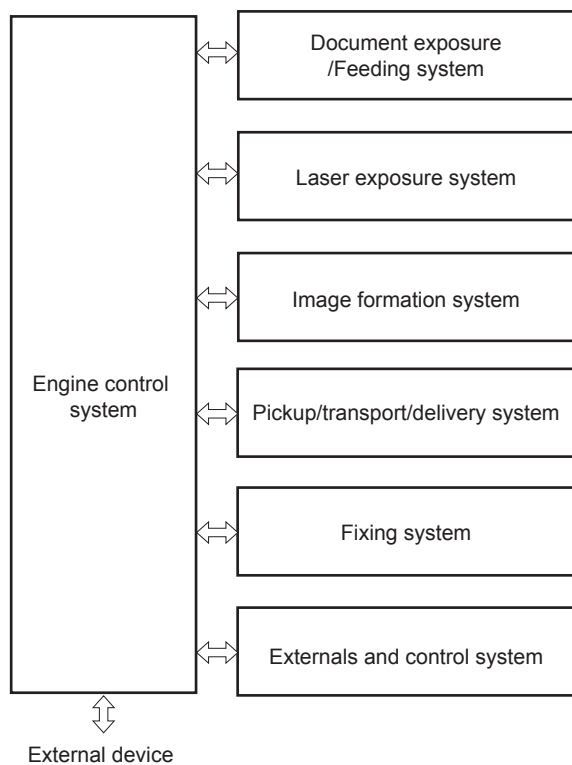 Engine control
system
Document exposure
/Feeding system
Laser exposure system
Image formation system
Pickup/transport/delivery system
Fixing system
Externals and control system
External device